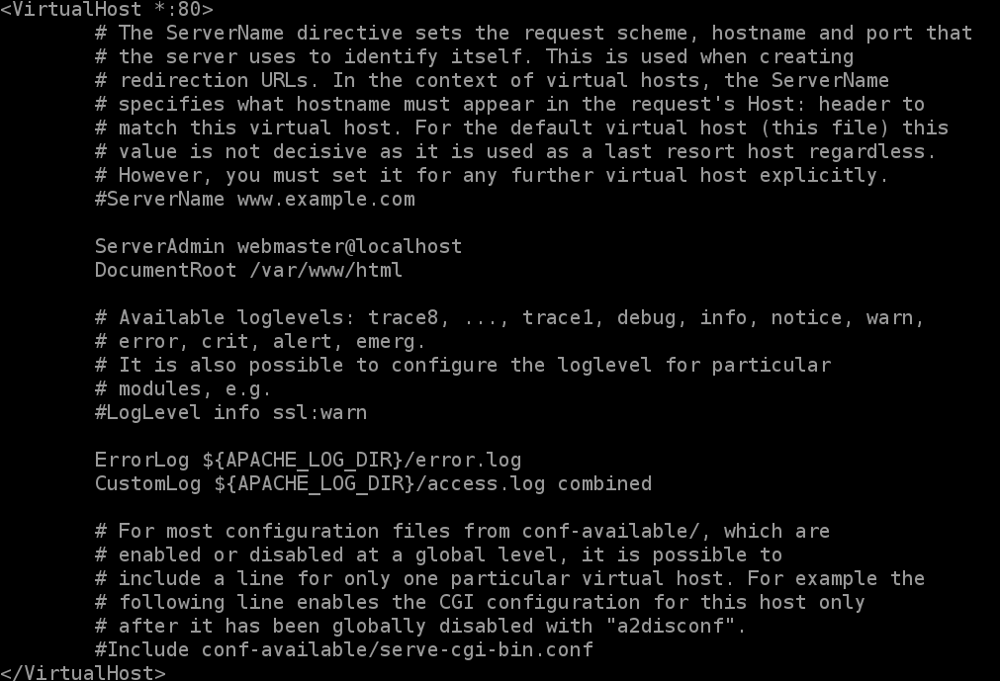 <VirtualHost *:80>
        # The ServerName directive sets the request scheme, hostname and port that
        # the server uses to identify itself. This is used when creating
        # redirection URLs. In the context of virtual hosts, the ServerName
        # specifies what hostname must appear in the request's Host: header to
        # match this virtual host. For the default virtual host (this file) this
        # value is not decisive as it is used as a last resort host regardless.
        # However, you must set it for any further virtual host explicitly.
        #ServerName www.example.com

        ServerAdmin webmaster@localhost
        DocumentRoot /var/www/html

        # Available loglevels: trace8, ..., trace1, debug, info, notice, warn,
        # error, crit, alert, emerg.
        # It is also possible to configure the loglevel for particular
        # modules, e.g.
        #LogLevel info ssl:warn

        ErrorLog ${APACHE_LOG_DIR}/error.log
        CustomLog ${APACHE_LOG_DIR}/access.log combined

        # For most configuration files from conf-available/, which are
        # enabled or disabled at a global level, it is possible to
        # include a line for only one particular virtual host. For example the
        # following line enables the CGI configuration for this host only
        # after it has been globally disabled with "a2disconf".
        #Include conf-available/serve-cgi-bin.conf
</VirtualHost>